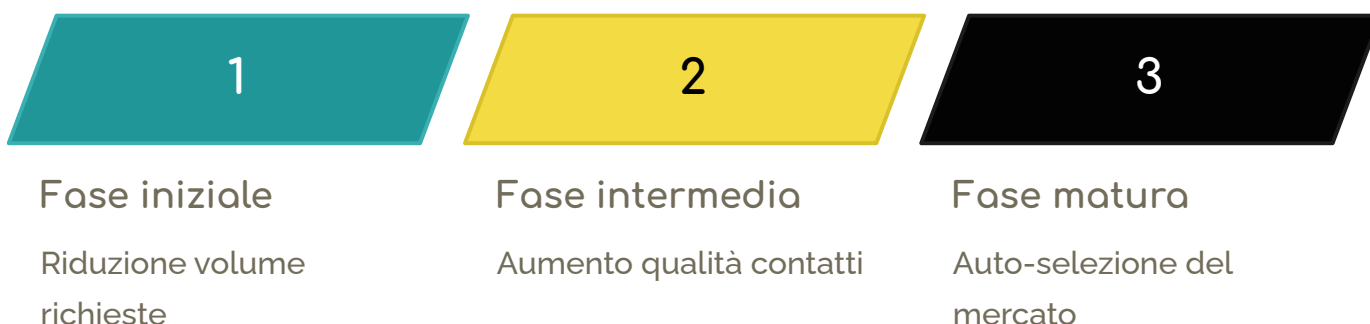 1
2
3
Fase iniziale
Riduzione volume
richieste
Fase intermedia
Aumento qualità contatti
Fase matura
Auto-selezione del
mercato